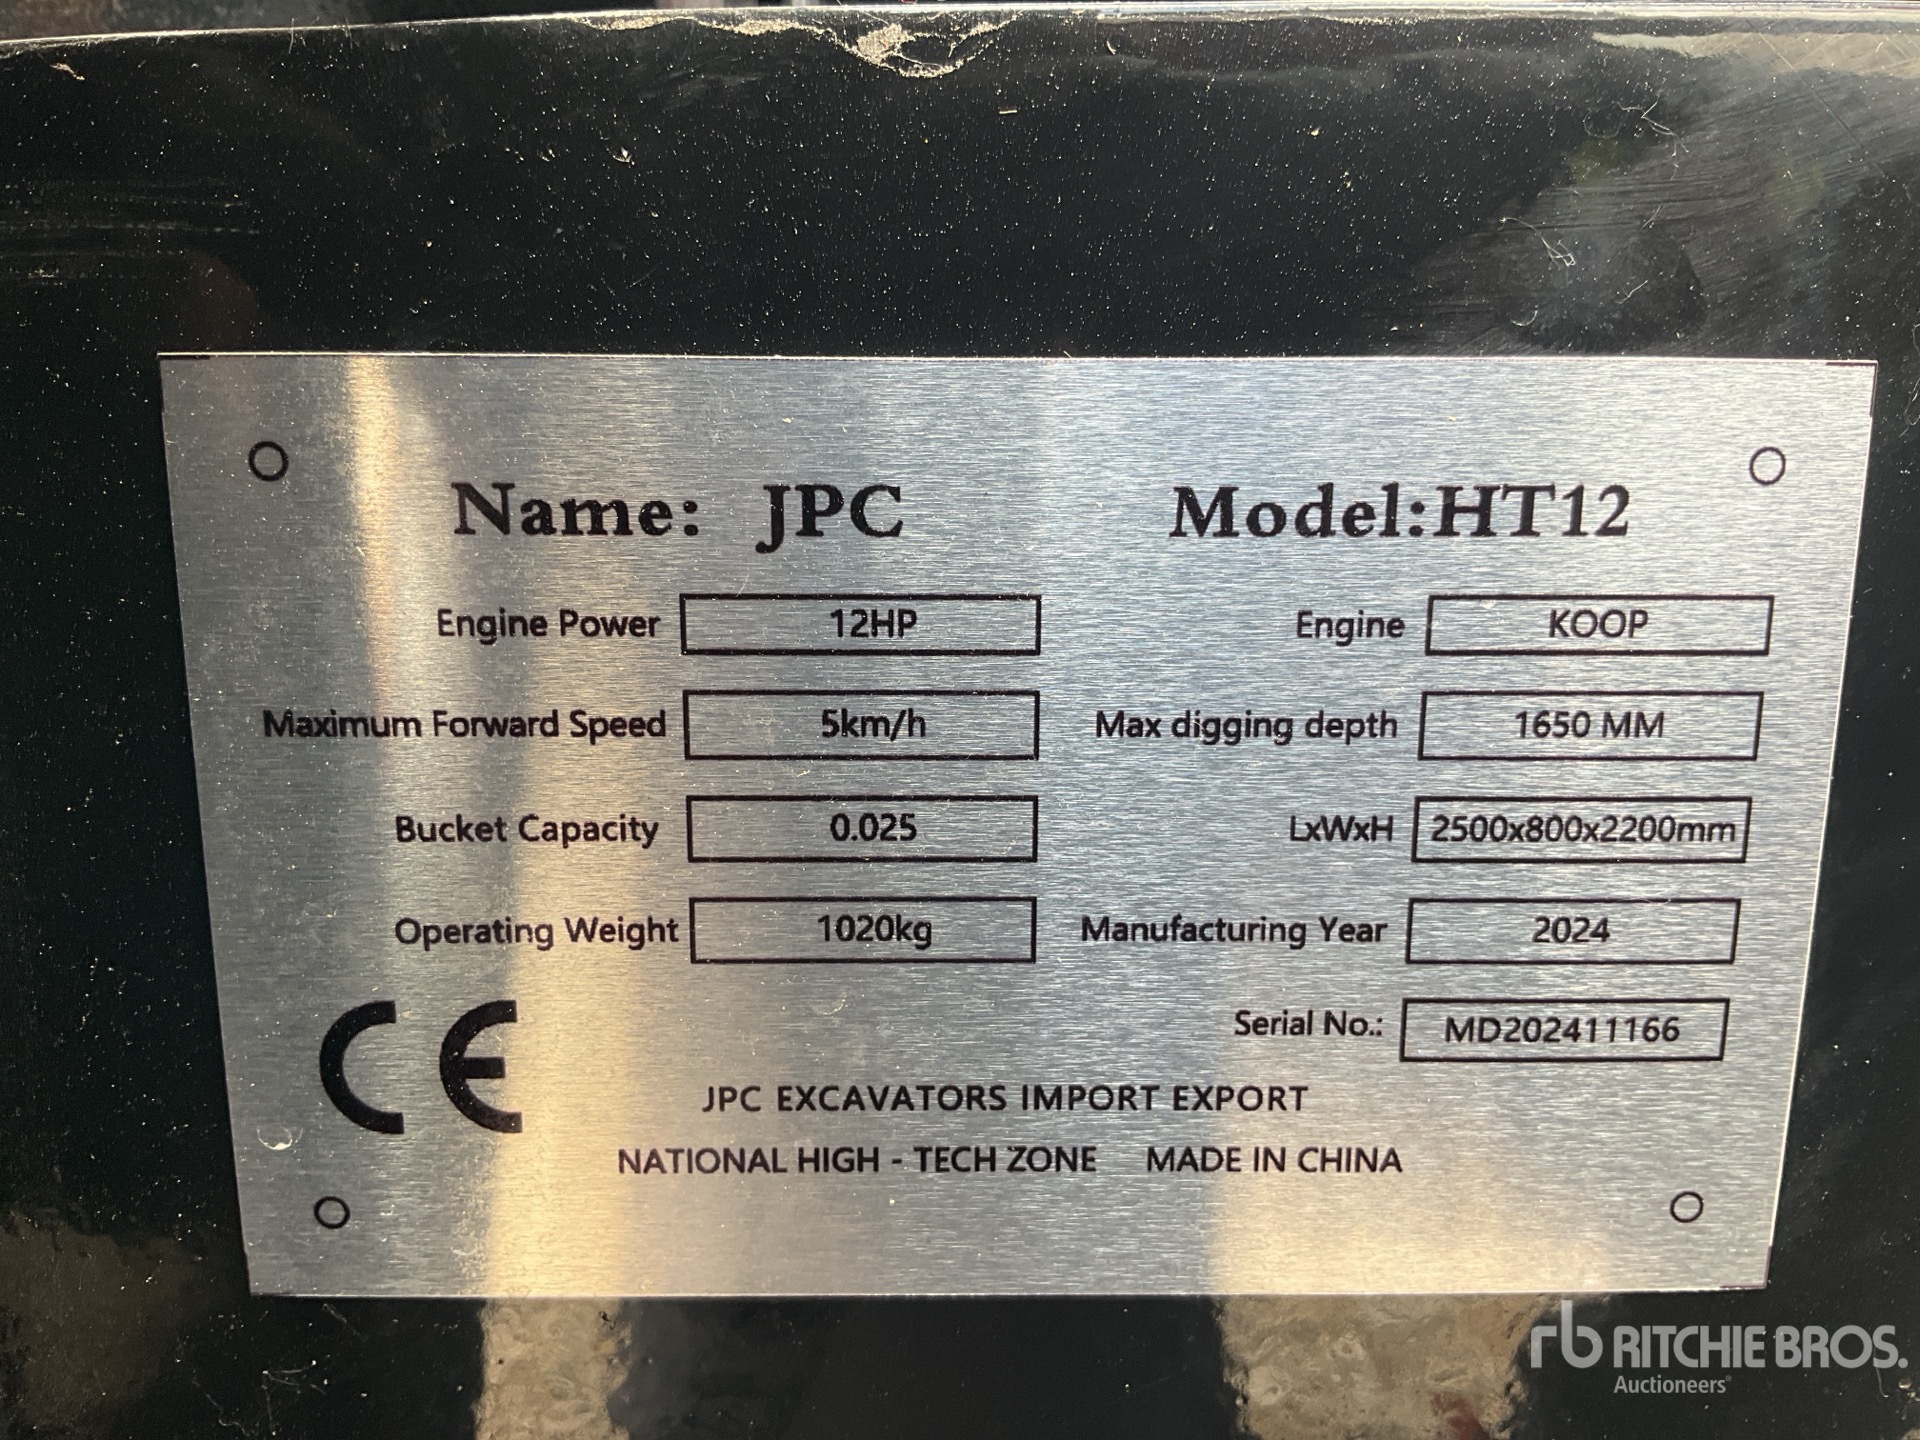 Name: JPC Model:HT12
Engine Power 12HP Engine KOOP
Maximum Forward Speed 5km/h Max digging depth 1650 MM
Bucket Capacity 0.025 LxWxH 2500x800x2200mm
Operating Weight 1020kg Manufacturing Year 2024
Serial No.: MD202411166
CE
JPC EXCAVATORS IMPORT EXPORT
NATIONAL HIGH - TECH ZONE MADE IN CHINA
rb RITCHIE BROS.
Auctioneers®